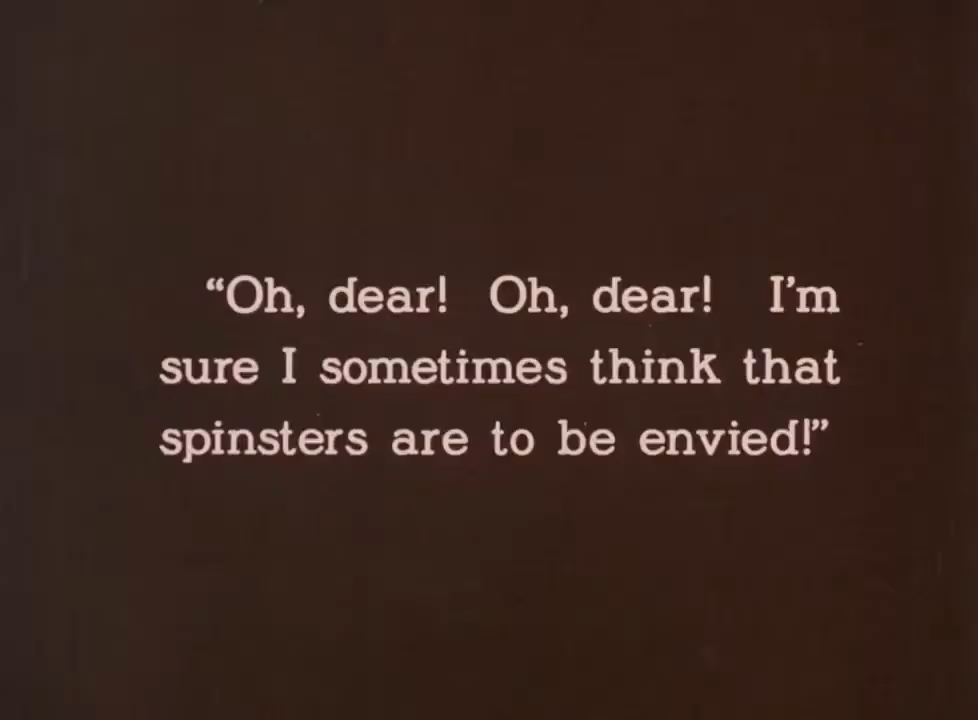 “Oh, dear!  Oh, dear!  I’m
sure I sometimes think that
spinsters are to be envied!”